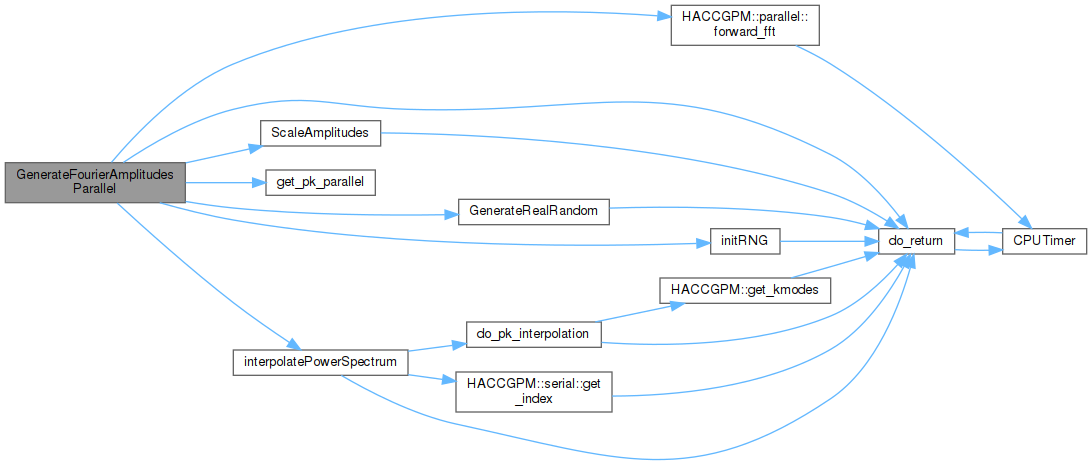 HACCGPM::parallel::
forward_fft
ScaleAmplitudes
GenerateFourierAmplitudes
Parallel
get_pk_parallel
GenerateRealRandom
initRNG
do_return
CPUTimer
HACCGPM::get_kmodes
do_pk_interpolation
interpolatePowerSpectrum
HACCGPM::serial::get
_index